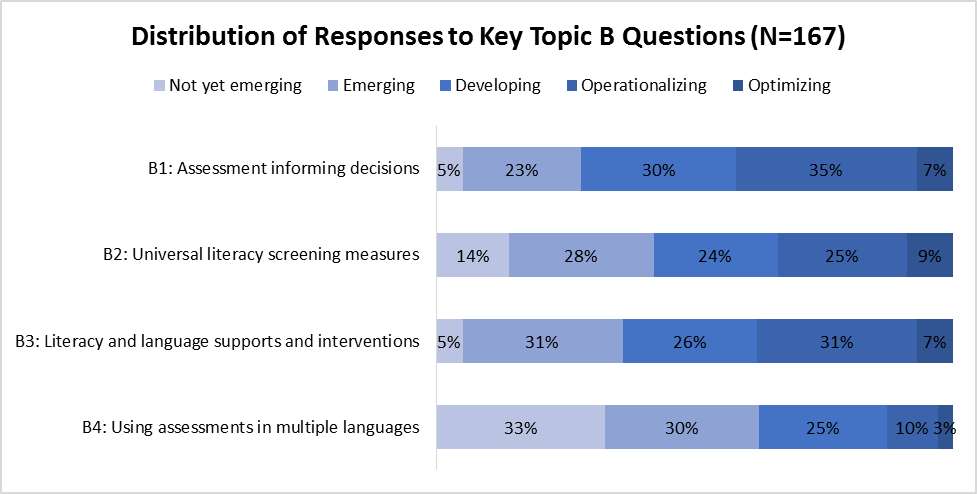 Distribution of Responses to Key Topic B Questions (N=167)
Not yet emerging Emerging Developing Operationalizing Optimizing
B1: Assessment informing decisions 5% 23% 30% 35% 7%
B2: Universal literacy screening measures 14% 28% 24% 25% 9%
B3: Literacy and language supports and interventions 5% 31% 26% 31% 7%
B4: Using assessments in multiple languages 33% 30% 25% 10% 3%